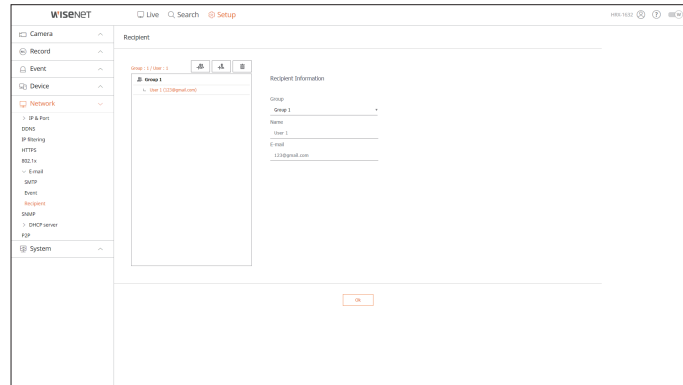 WISENET
Live Search Setup
HRX-1632
Camera
Record
Event
Device
Network
> IP & Port
DDNS
IP filtering
HTTPS
802.1x
E-mail
SMTP
Event
Recipient
SNMP
> DHCP server
P2P
System
Recipient
Group : 1 / User : 1
Group 1
User 1 (123@gmail.com)
Recipient Information
Group
Group 1
Name
User 1
E-mail
123@gmail.com
Ok